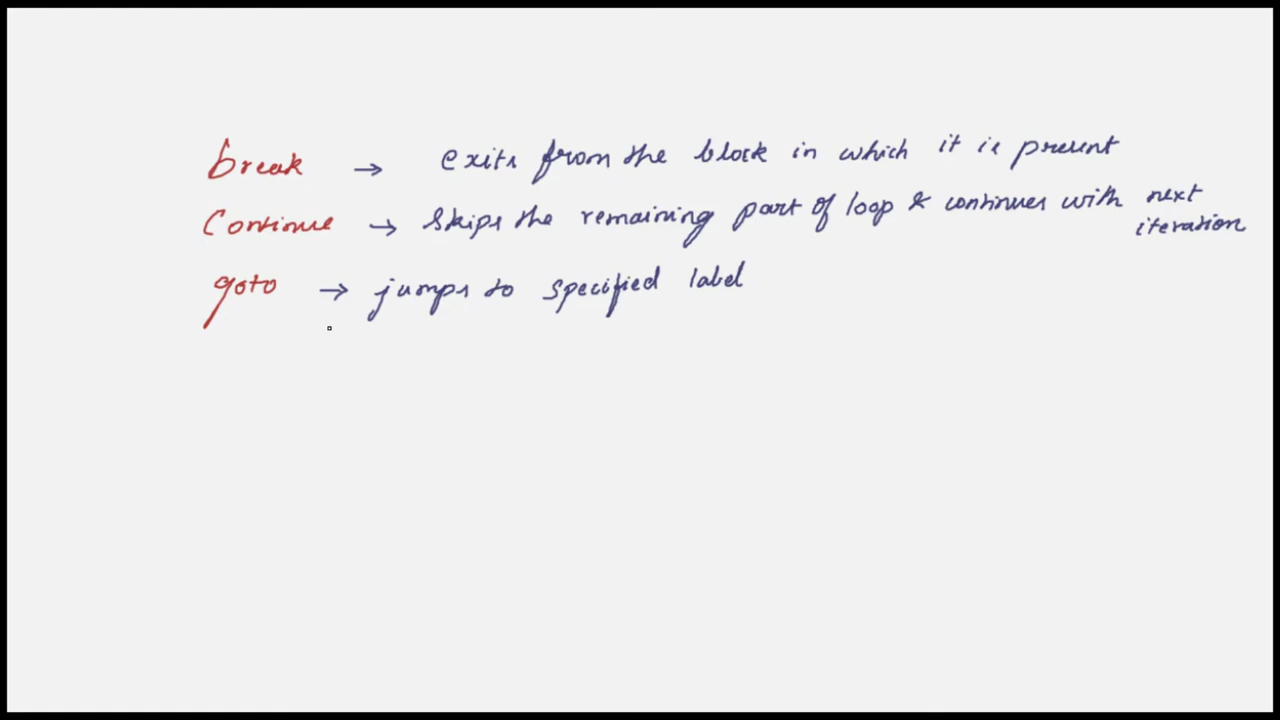 break → exits from the block in which it is present
Continue → skips the remaining part of loop & continues with next
iteration
goto → jumps to specified label